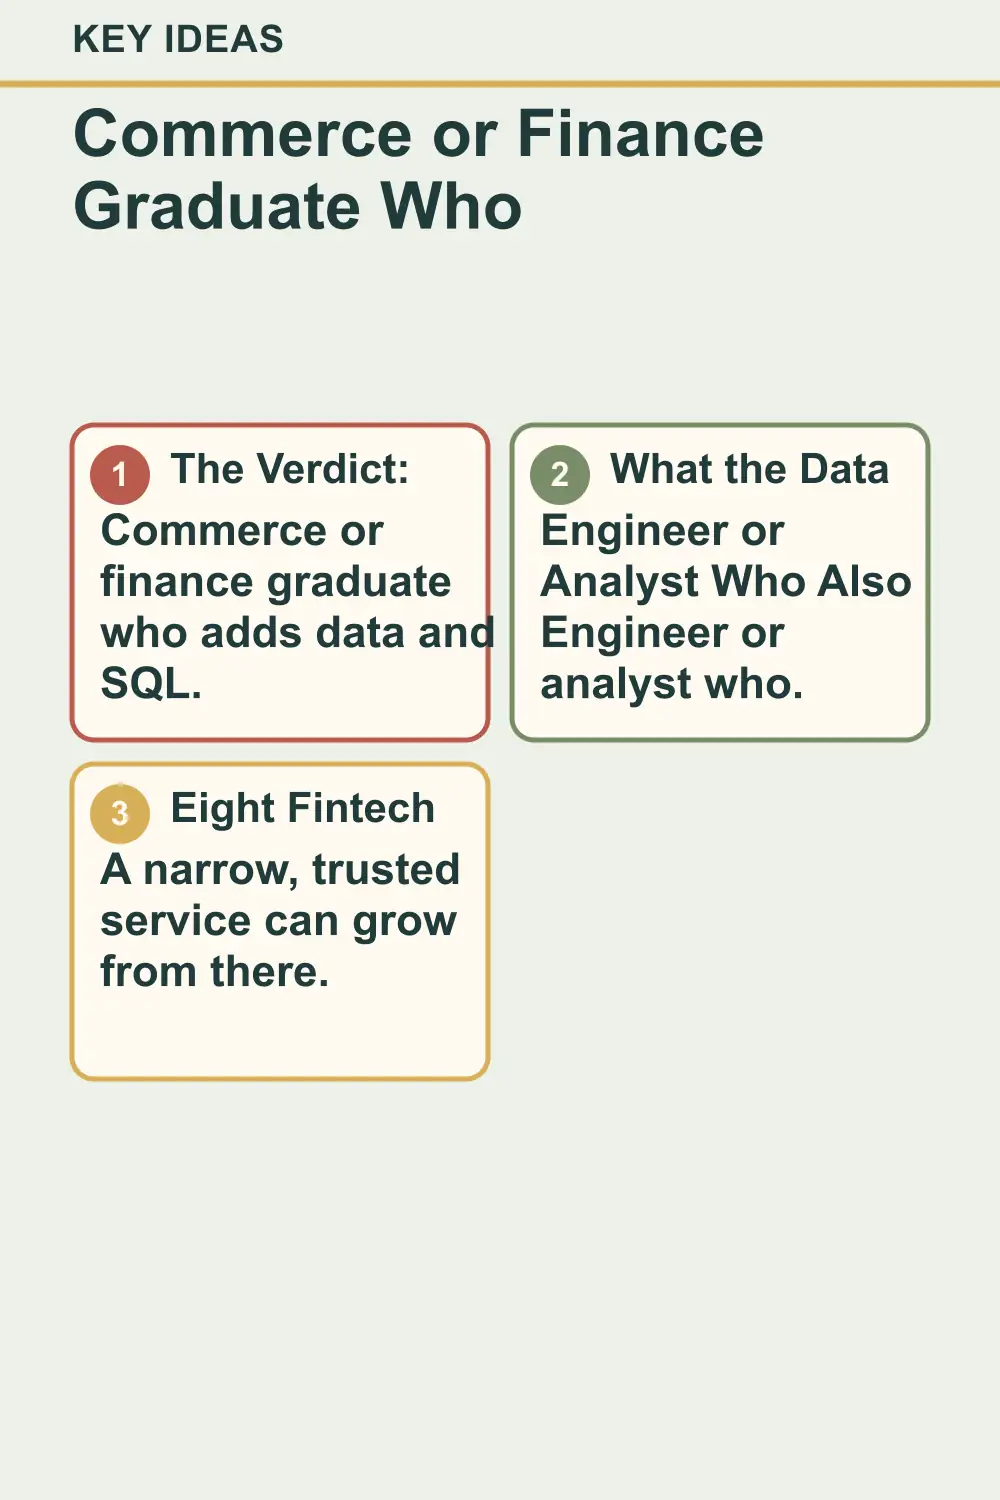 KEY IDEAS
Commerce or Finance
Graduate Who
1 The Verdict:
Commerce or
finance graduate
who adds data and
SQL.
2 What the Data
Engineer or
Analyst Who Also
Engineer or
analyst who.
3 Eight Fintech
A narrow, trusted
service can grow
from there.